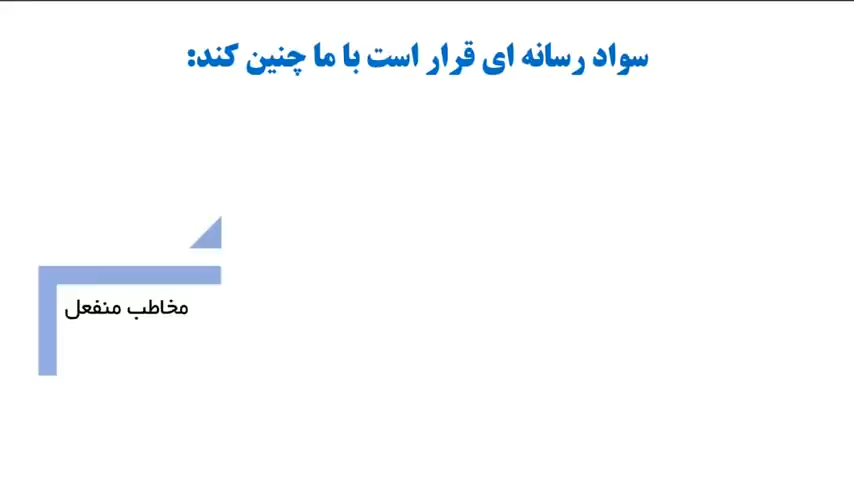 سواد رسانه ای قرار است با ما چنین کند:
مخاطب منفعل